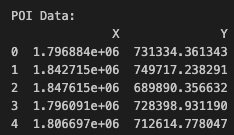 POI Data:
X Y
0 1.796884e+06 731334.361343
1 1.842715e+06 749717.238291
2 1.847615e+06 689890.356632
3 1.796091e+06 728398.931190
4 1.806697e+06 712614.778047